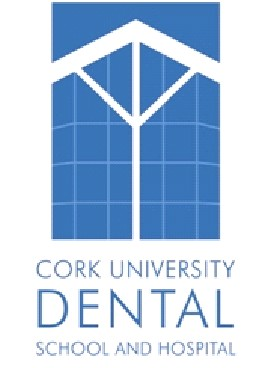 CORK UNIVERSITY
DENTAL
SCHOOL AND HOSPITAL